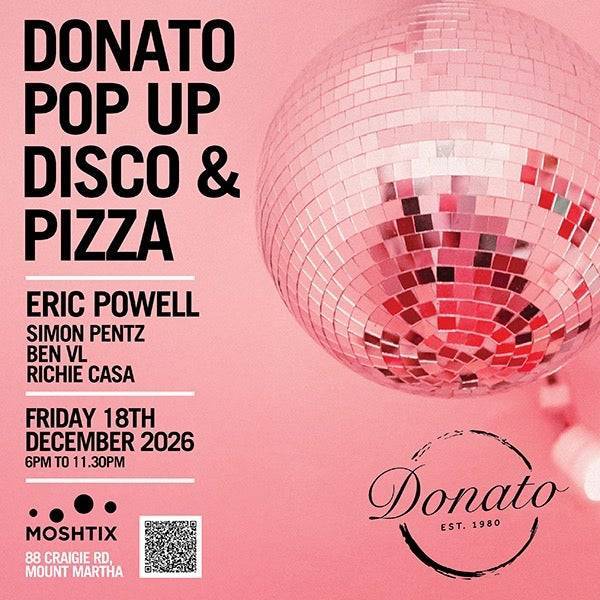 DONATO
POP UP
DISCO &
PIZZA
ERIC POWELL
SIMON PENTZ
BEN VL
RICHIE CASA
FRIDAY 18TH
DECEMBER 2026
6PM TO 11.30PM
MOSHTIX
88 CRAIGIE RD,
MOUNT MARTHA
Donato
EST. 1980